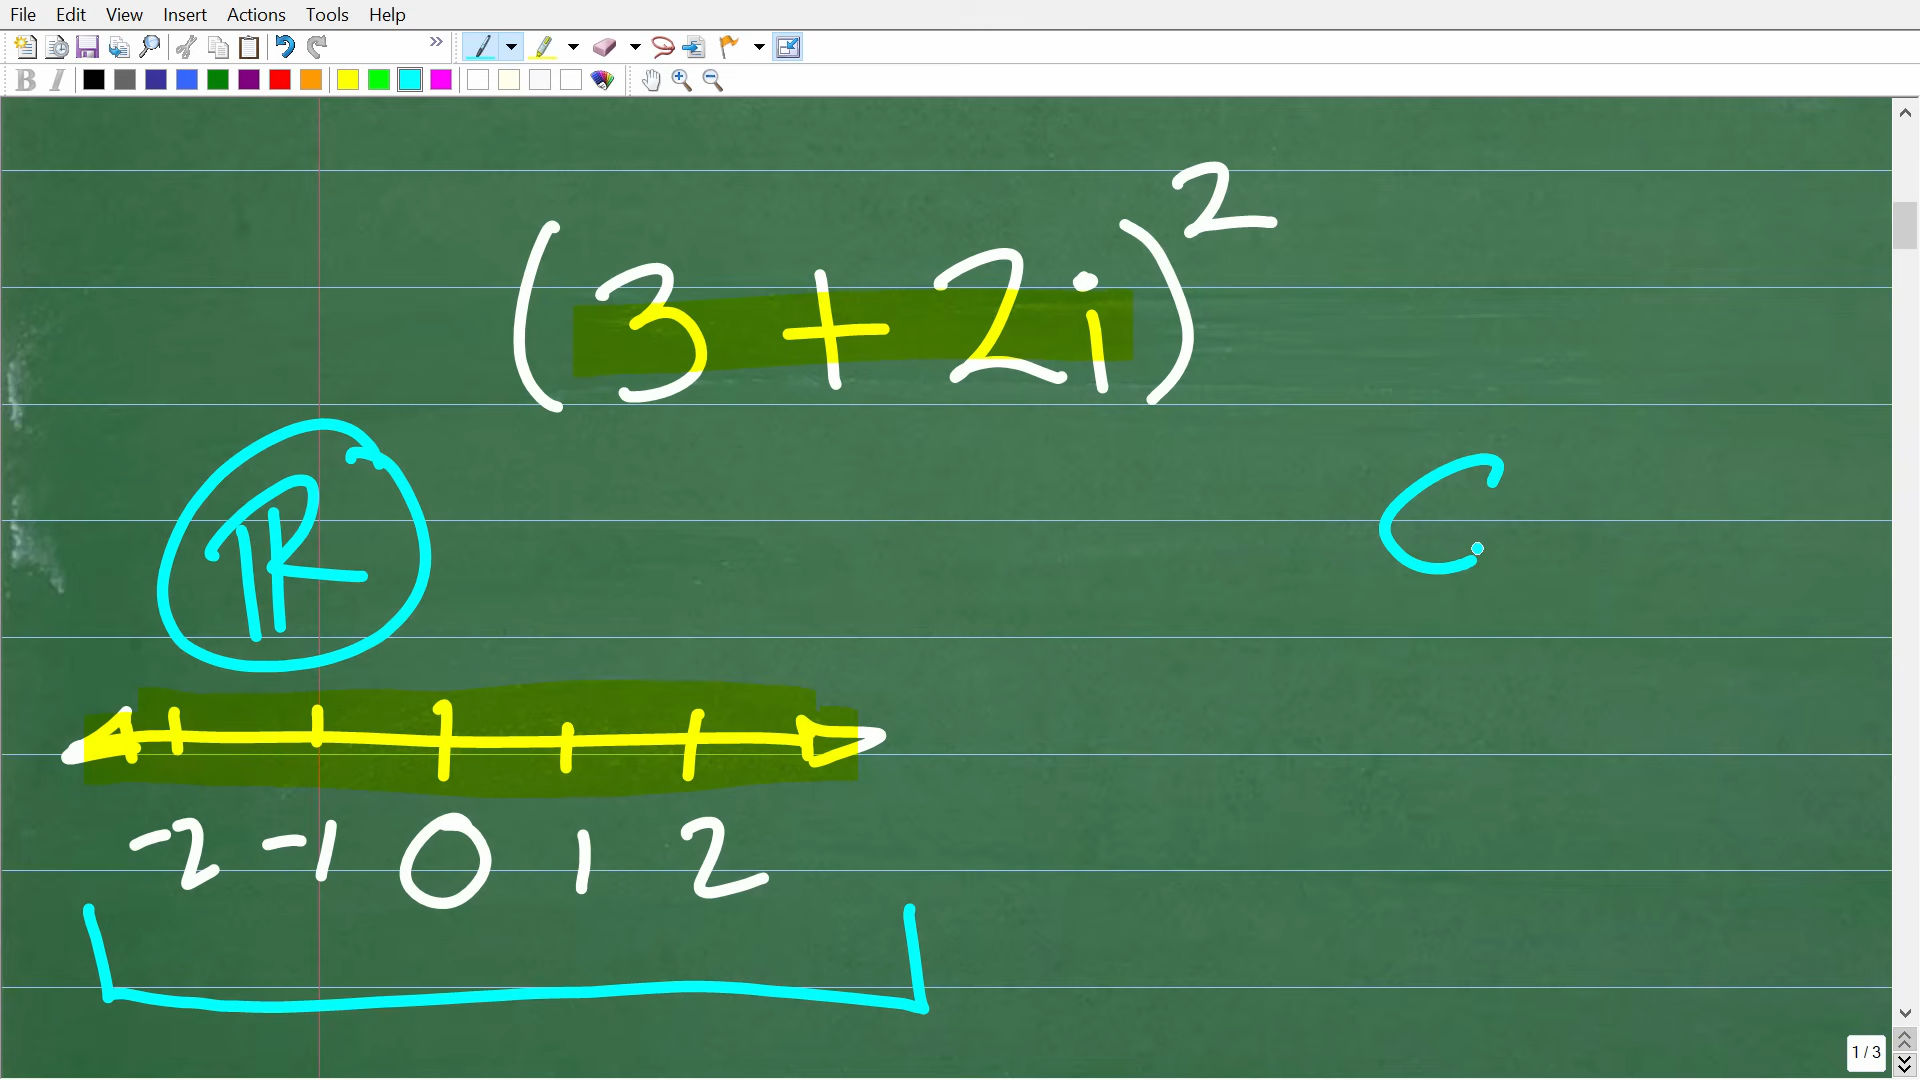 File Edit View Insert Actions Tools Help
B I
(3 + 2i)²
ℝ
C
-2 -1 0 1 2
1 / 3